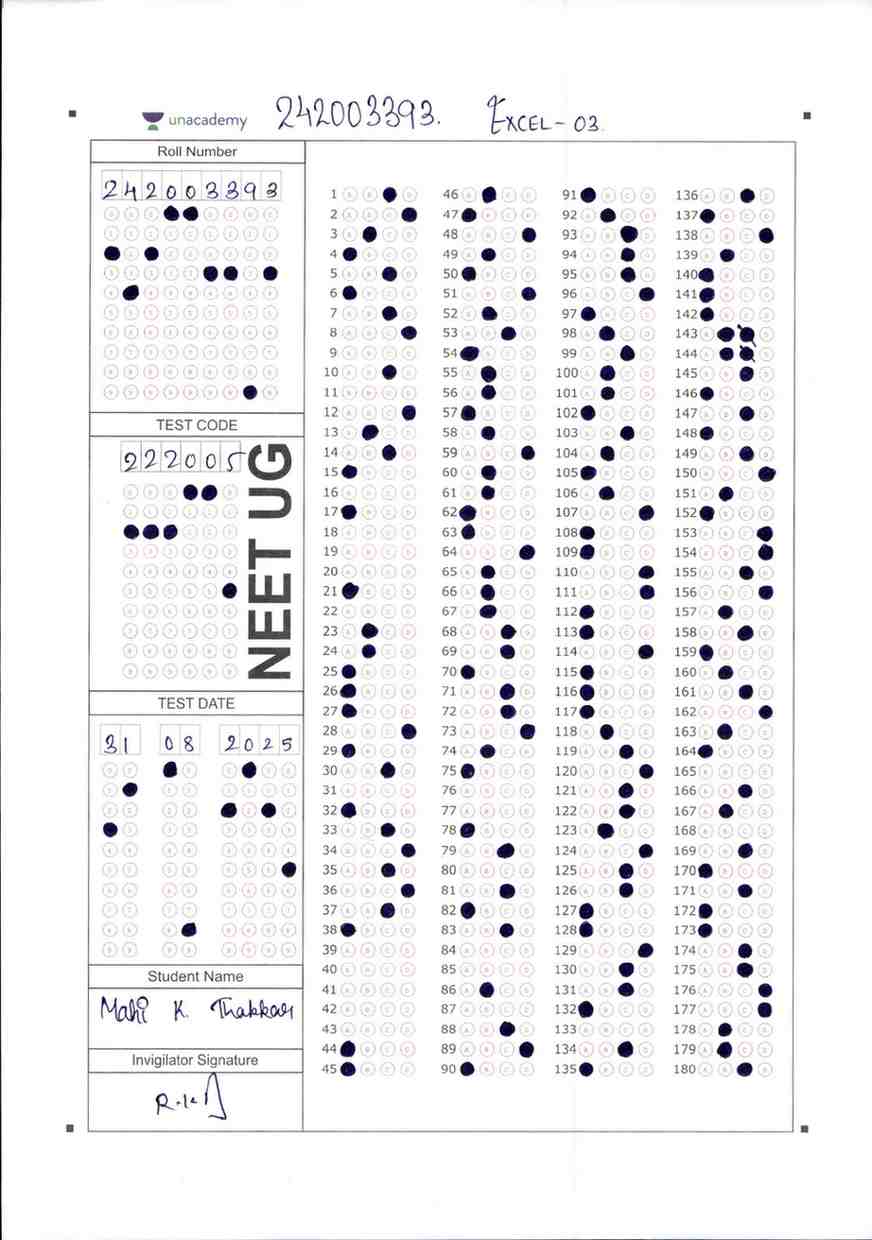 unacademy 242003393. EXCEL-03.
Roll Number
242003393
TEST CODE
222005
NEET UG
TEST DATE
31 08 2025
Student Name
Mahi K. Thakkar
Invigilator Signature
1 46 91 136
2 47 92 137
3 48 93 138
4 49 94 139
5 50 95 140
6 51 96 141
7 52 97 142
8 53 98 143
9 54 99 144
10 55 100 145
11 56 101 146
12 57 102 147
13 58 103 148
14 59 104 149
15 60 105 150
16 61 106 151
17 62 107 152
18 63 108 153
19 64 109 154
20 65 110 155
21 66 111 156
22 67 112 157
23 68 113 158
24 69 114 159
25 70 115 160
26 71 116 161
27 72 117 162
28 73 118 163
29 74 119 164
30 75 120 165
31 76 121 166
32 77 122 167
33 78 123 168
34 79 124 169
35 80 125 170
36 81 126 171
37 82 127 172
38 83 128 173
39 84 129 174
40 85 130 175
41 86 131 176
42 87 132 177
43 88 133 178
44 89 134 179
45 90 135 180